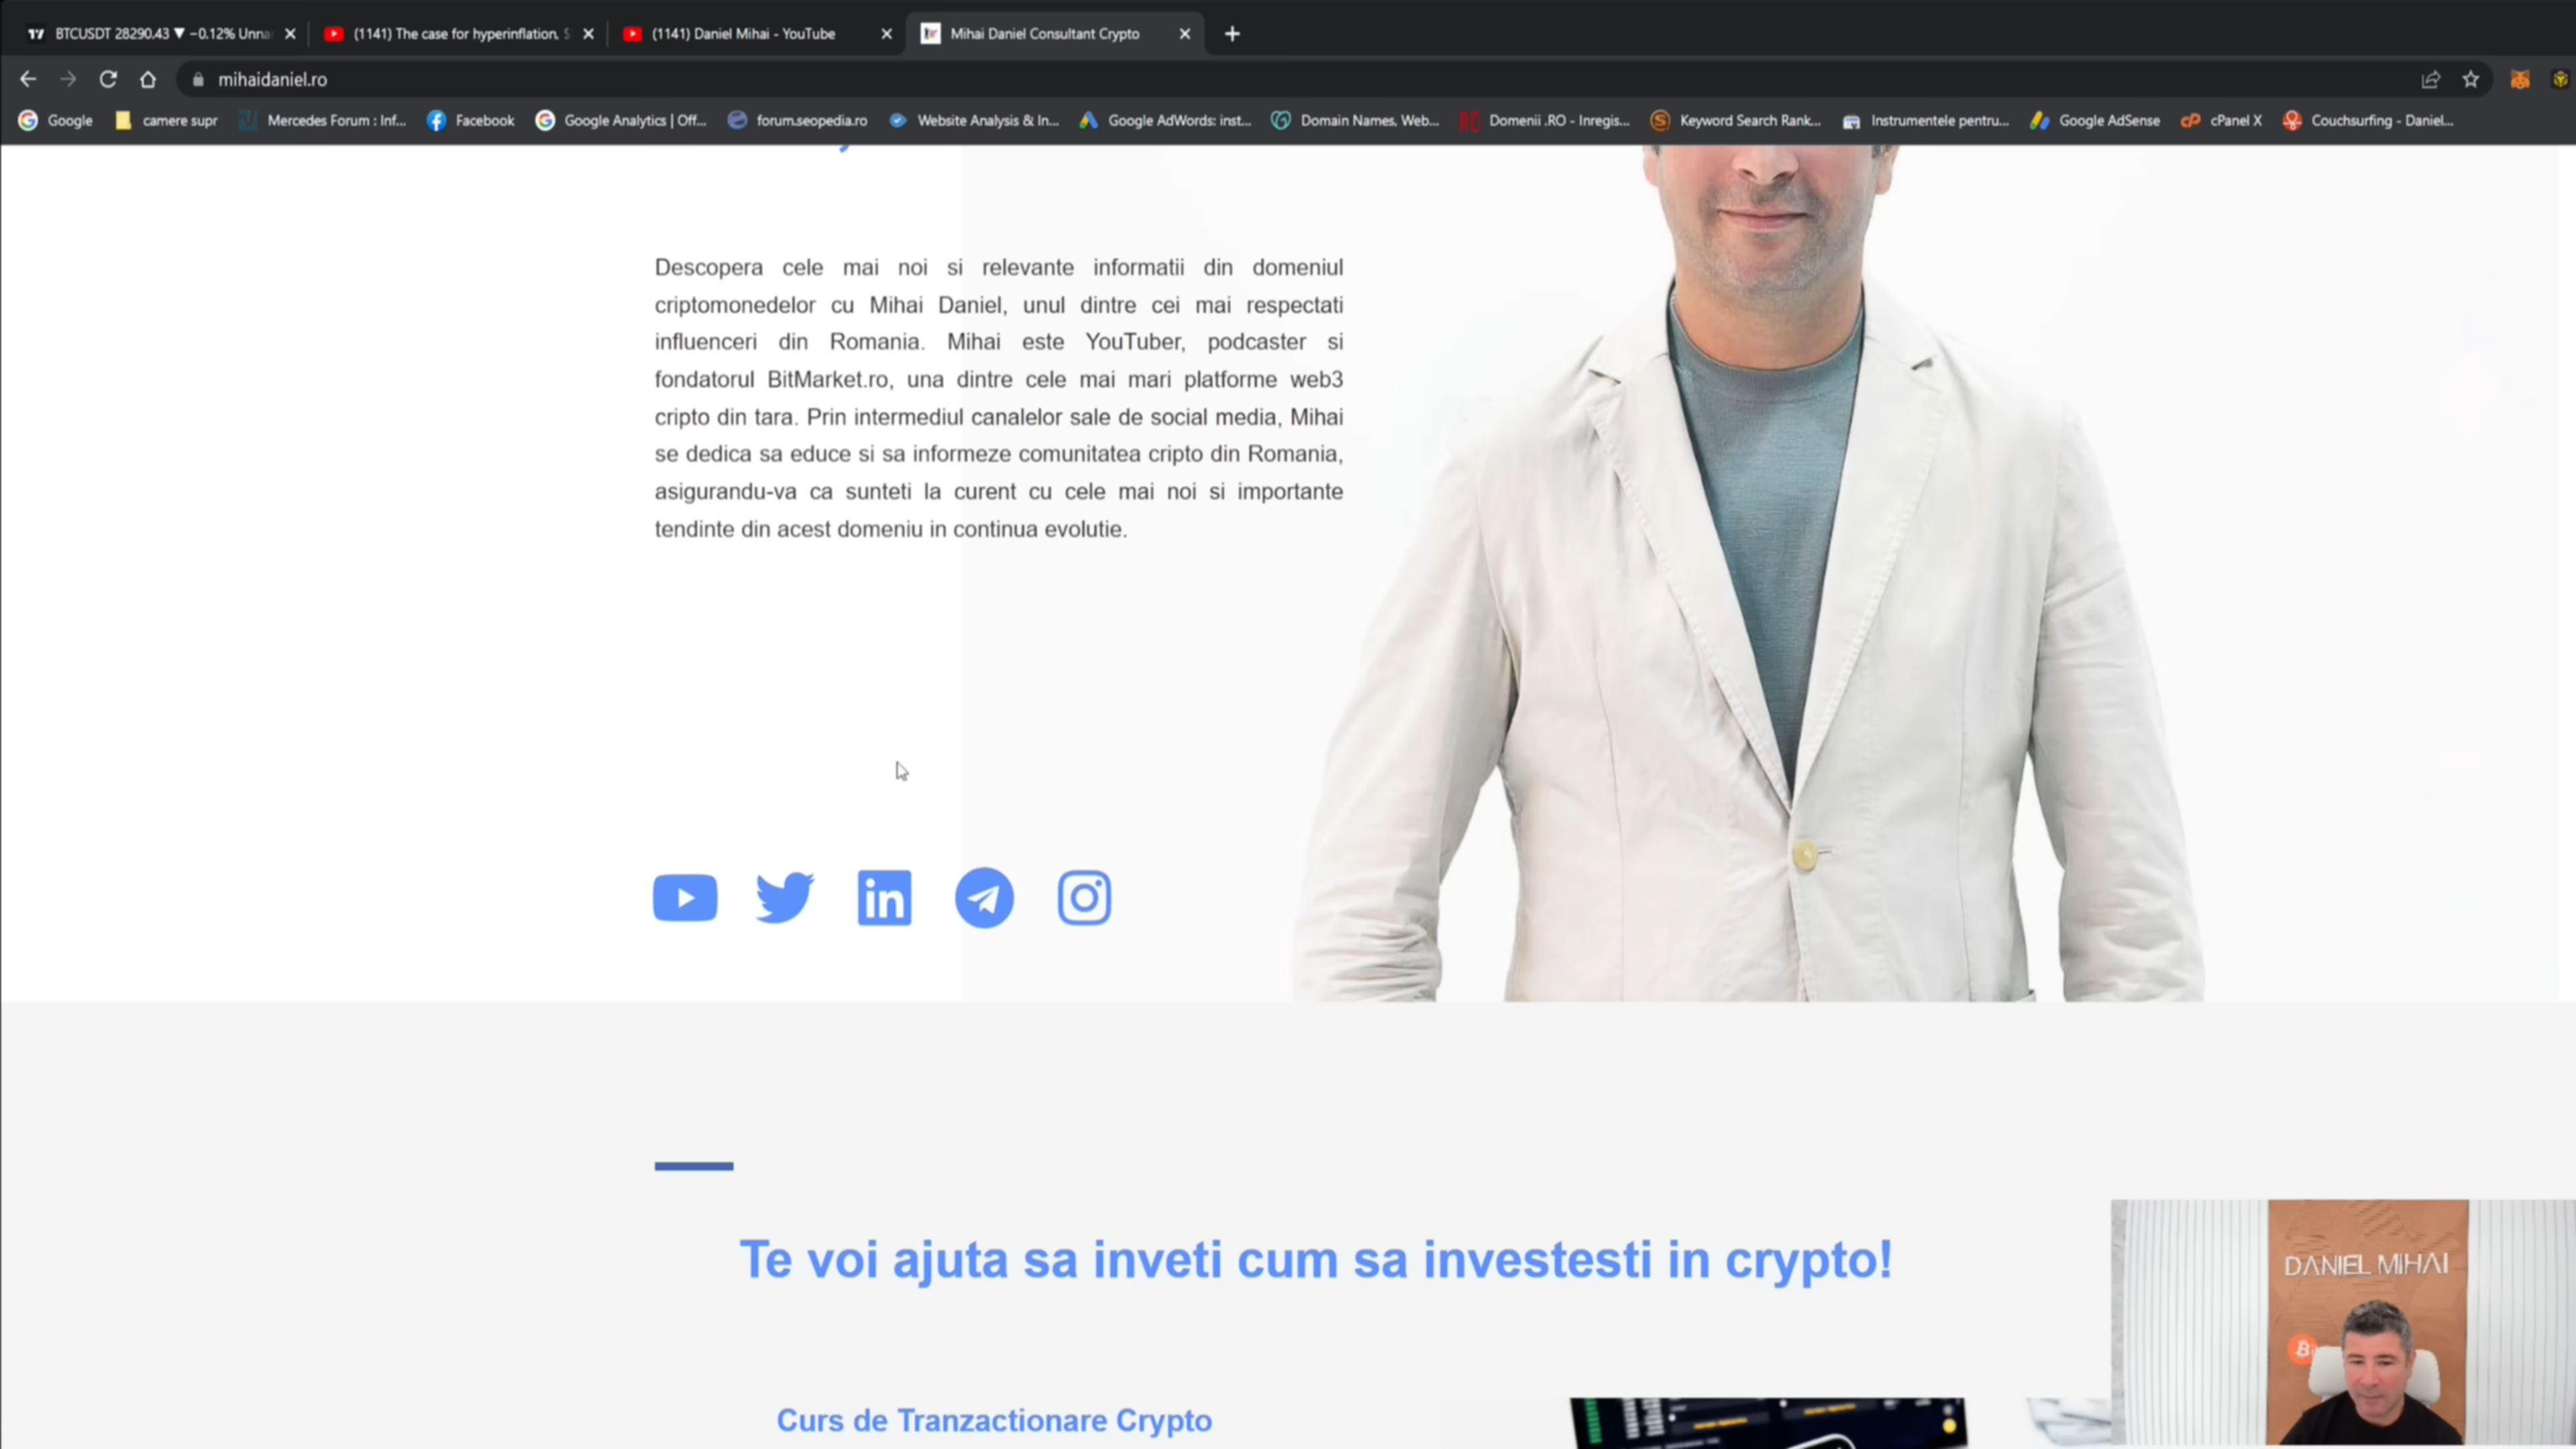 BTCUSDT 28290.43 ▼ −0.12% Unna
(1141) The case for hyperinflation,
(1141) Daniel Mihai - YouTube
Mihai Daniel Consultant Crypto
mihaidaniel.ro
Google
camere supr
Mercedes Forum : Inf...
Facebook
Google Analytics | Off...
forum.seopedia.ro
Website Analysis & In...
Google AdWords: inst...
Domain Names, Web...
Domenii .RO - Inregis...
Keyword Search Rank...
Instrumentele pentru...
Google AdSense
cPanel X
Couchsurfing - Daniel...
Descopera cele mai noi si relevante informatii din domeniul
criptomonedelor cu Mihai Daniel, unul dintre cei mai respectati
influenceri din Romania. Mihai este YouTuber, podcaster si
fondatorul BitMarket.ro, una dintre cele mai mari platforme web3
cripto din tara. Prin intermediul canalelor sale de social media, Mihai
se dedica sa educe si sa informeze comunitatea cripto din Romania,
asigurandu-va ca sunteti la curent cu cele mai noi si importante
tendinte din acest domeniu in continua evolutie.
Te voi ajuta sa inveti cum sa investesti in crypto!
Curs de Tranzactionare Crypto
DANIEL MIHAI